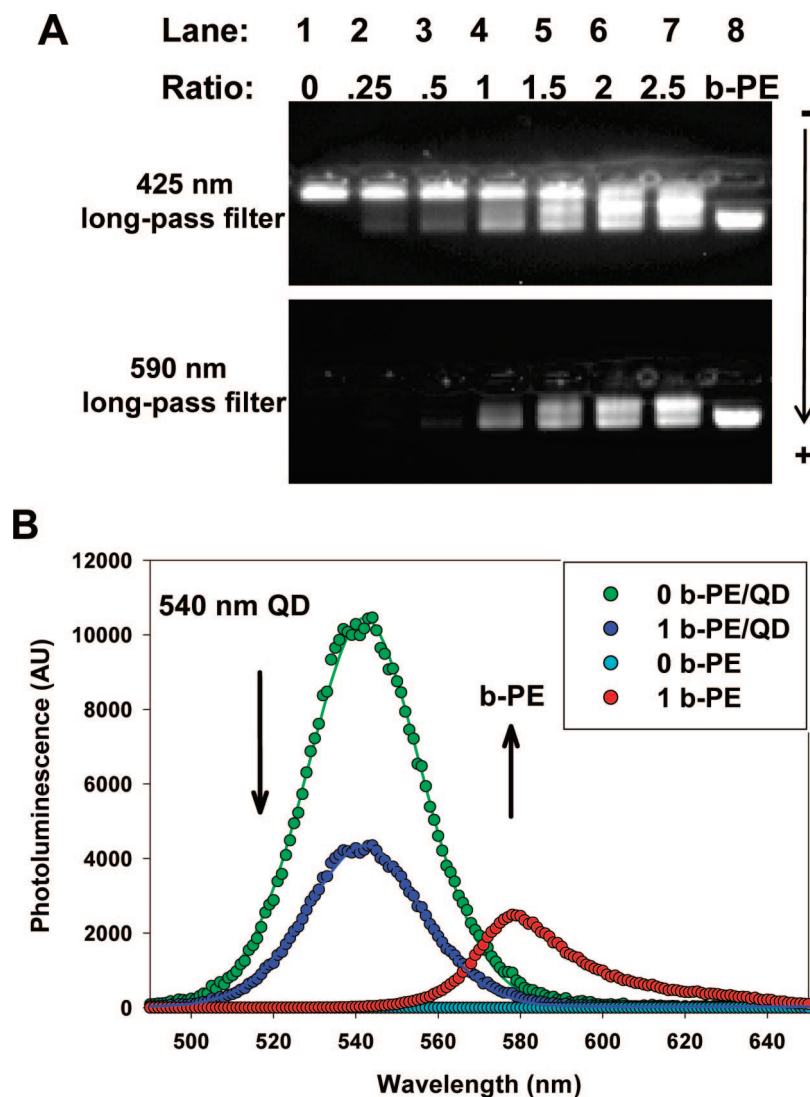 A
Lane: 1 2 3 4 5 6 7 8
Ratio: 0 .25 .5 1 1.5 2 2.5 b-PE
425 nm
long-pass filter
-
590 nm
long-pass filter
+
B
12000
10000
8000
6000
4000
2000
0
Photoluminescence (AU)
540 nm QD
b-PE
0 b-PE/QD
1 b-PE/QD
0 b-PE
1 b-PE
500 520 540 560 580 600 620 640
Wavelength (nm)